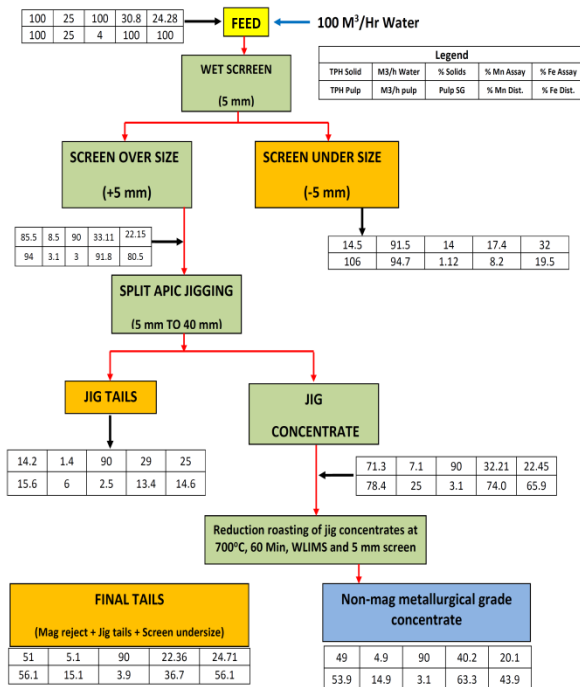 100 25 100 30.8 24.28
100 25 4 100 100
FEED
100 M³/Hr Water
WET SCRREEN
(5 mm)
Legend
TPH Solid M3/h Water % Solids % Mn Assay % Fe Assay
TPH Pulp M3/h pulp Pulp SG % Mn Dist. % Fe Dist.
SCREEN OVER SIZE
(+5 mm)
SCREEN UNDER SIZE
(-5 mm)
85.5 8.5 90 33.11 22.15
94 3.1 3 91.8 80.5
14.5 91.5 14 17.4 32
106 94.7 1.12 8.2 19.5
SPLIT APIC JIGGING
(5 mm TO 40 mm)
JIG TAILS
JIG
CONCENTRATE
14.2 1.4 90 29 25
15.6 6 2.5 13.4 14.6
71.3 7.1 90 32.21 22.45
78.4 25 3.1 74.0 65.9
Reduction roasting of jig concentrates at
700°C, 60 Min, WLIMS and 5 mm screen
FINAL TAILS
(Mag reject + Jig tails + Screen undersize)
51 5.1 90 22.36 24.71
56.1 15.1 3.9 36.7 56.1
Non-mag metallurgical grade
concentrate
49 4.9 90 40.2 20.1
53.9 14.9 3.1 63.3 43.9